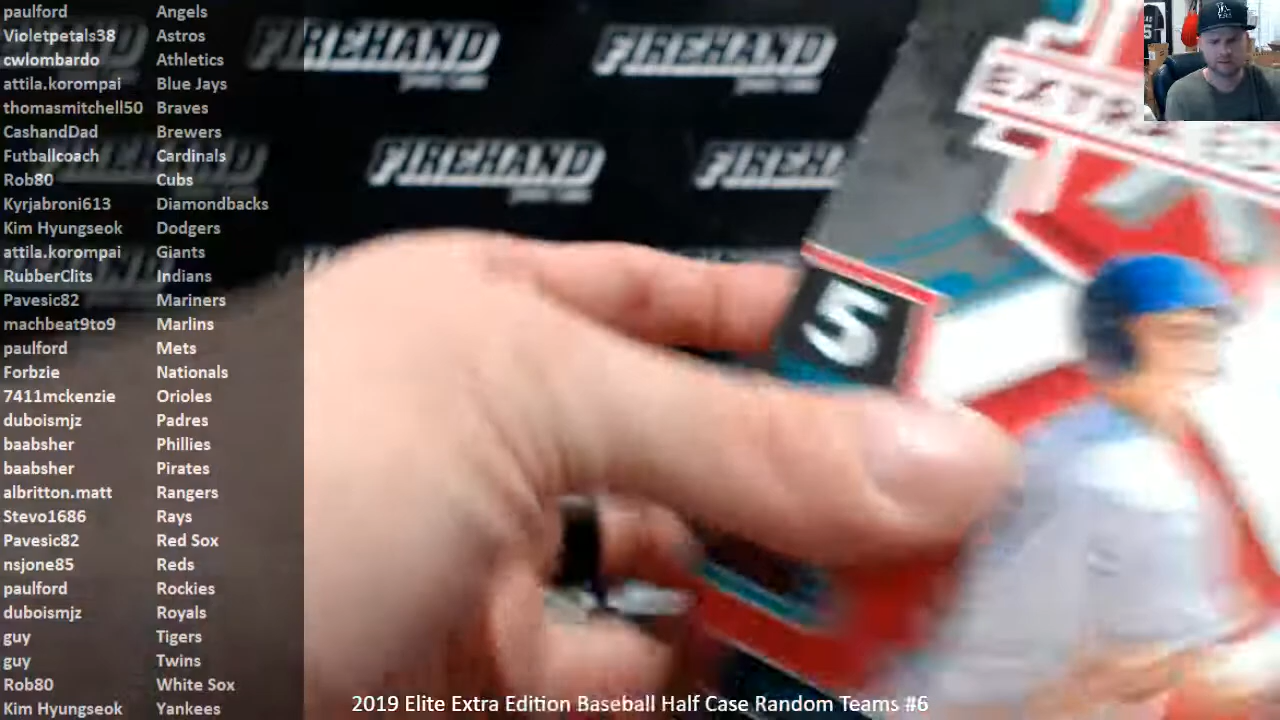 paulford Angels
Violetpetals38 Astros
cwlombardo Athletics
attila.korompai Blue Jays
thomasmitchell50 Braves
CashandDad Brewers
Futballcoach Cardinals
Rob80 Cubs
Kyrjabroni613 Diamondbacks
Kim Hyungseok Dodgers
attila.korompai Giants
RubberClits Indians
Pavesic82 Mariners
machbeat9to9 Marlins
paulford Mets
Forbzie Nationals
7411mckenzie Orioles
duboismjz Padres
baabsher Phillies
baabsher Pirates
albritton.matt Rangers
Stevo1686 Rays
Pavesic82 Red Sox
nsjone85 Reds
paulford Rockies
duboismjz Royals
guy Tigers
guy Twins
Rob80 White Sox
Kim Hyungseok Yankees
FIREHAND FIREHAND
FIREHAND FIREH
EXTRA
5
2019 Elite Extra Edition Baseball Half Case Random Teams #6